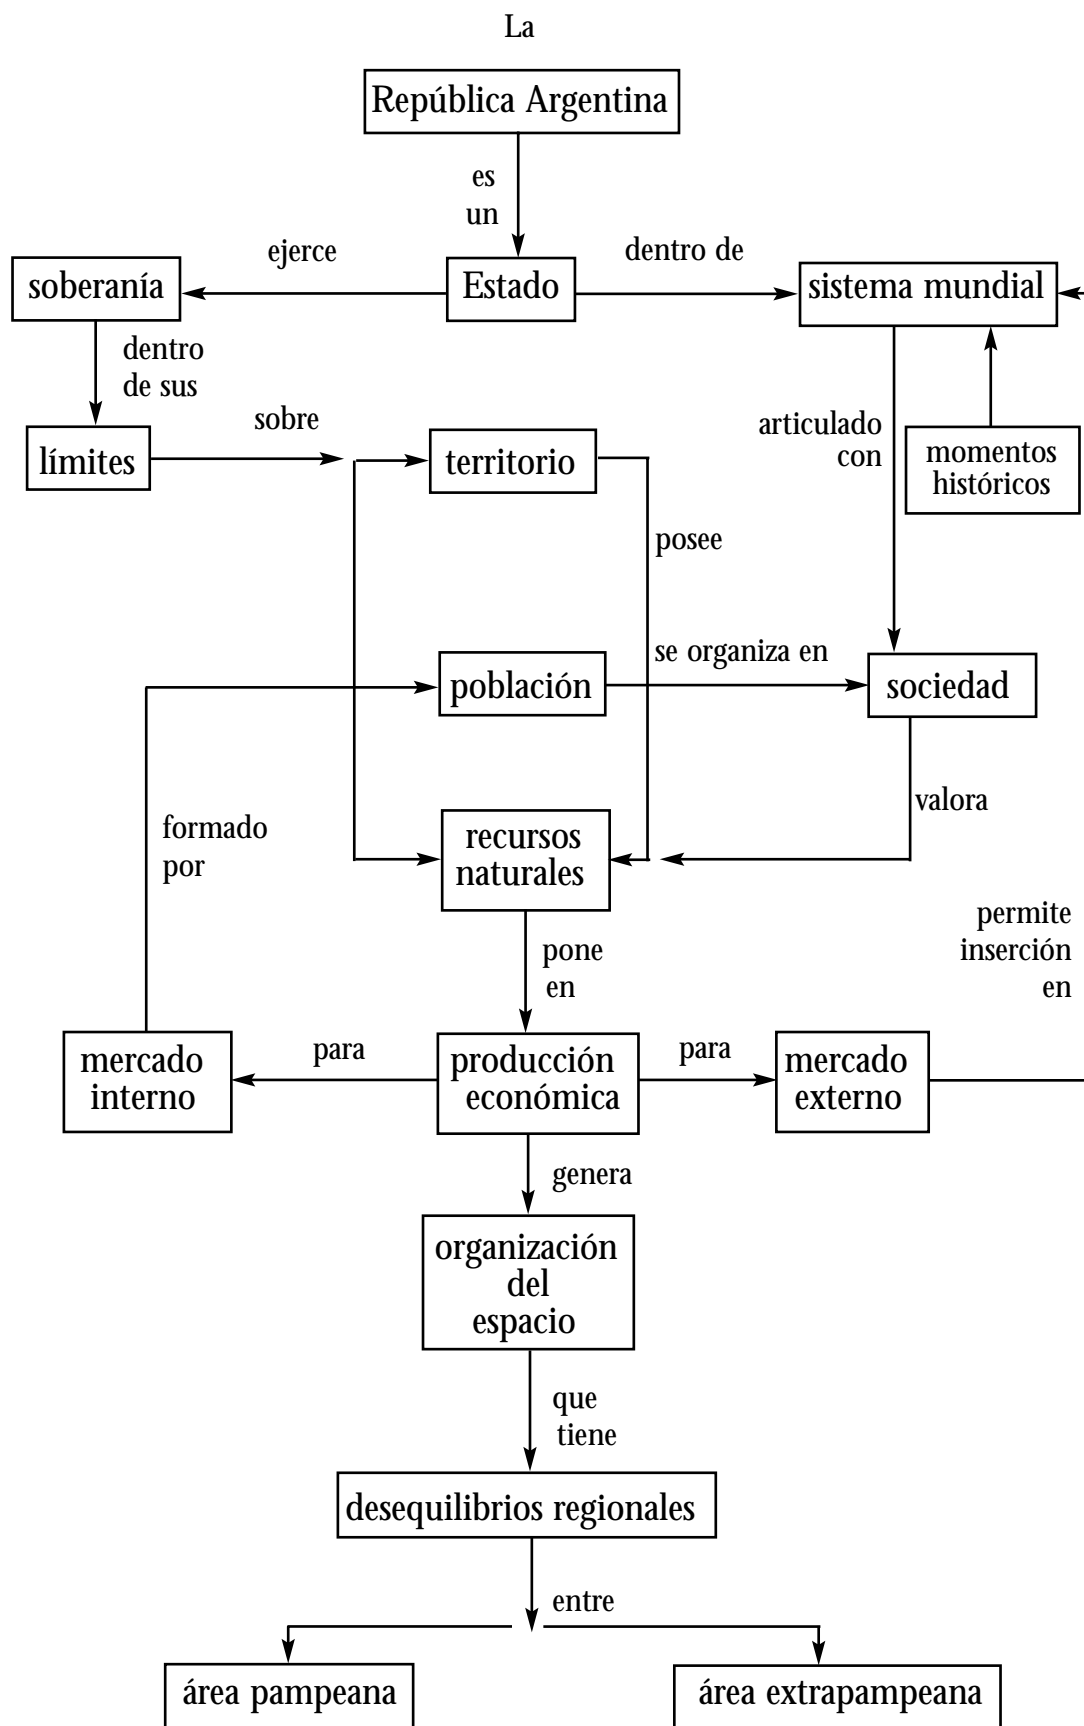 La
República Argentina
es
un
ejerce
dentro de
soberanía
Estado
sistema mundial
dentro
de sus
sobre
articulado
con
límites
territorio
momentos
históricos
posee
se organiza en
población
sociedad
valora
formado
por
recursos
naturales
permite
inserción
en
pone
en
para
para
mercado
interno
producción
económica
mercado
externo
genera
organización
del
espacio
que
tiene
desequilibrios regionales
entre
área pampeana
área extrapampeana